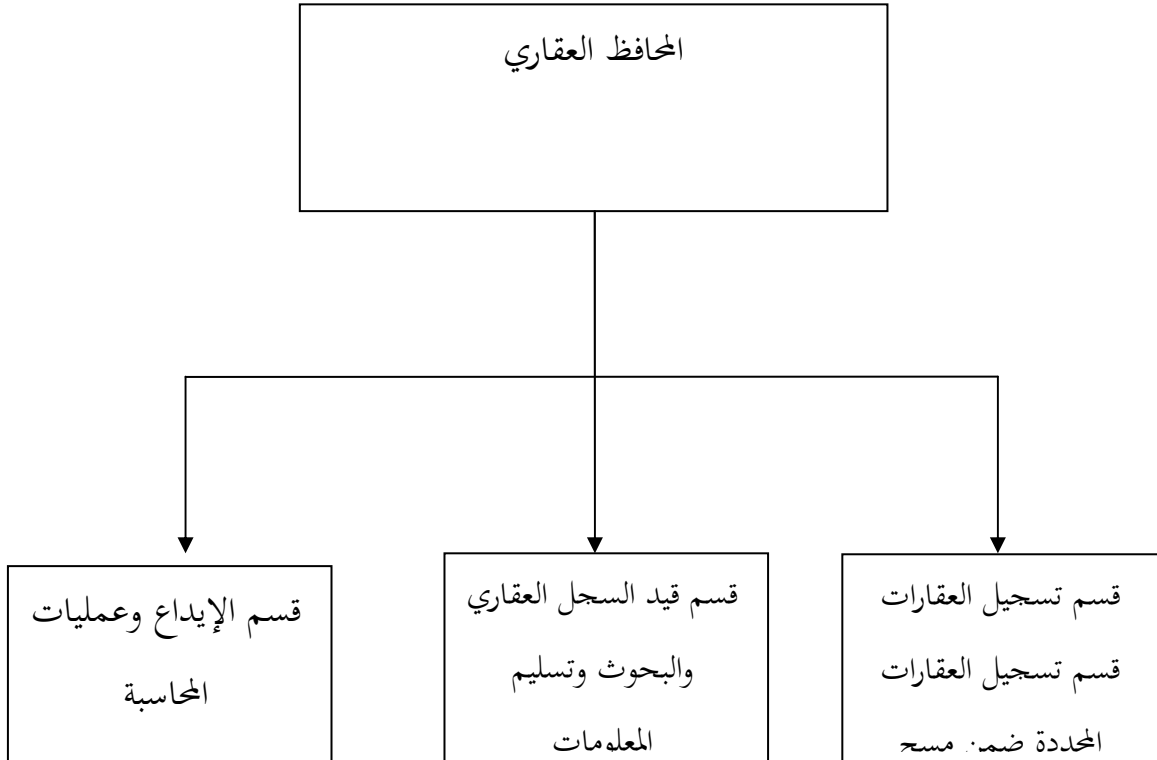 المحافظ العقاري
قسم تسجيل العقارات
قسم تسجيل العقارات
المحددة ضمن مسح
قسم قيد السجل العقاري
والبحوث وتسليم
المعلومات
قسم الإيداع وعمليات
المحاسبة